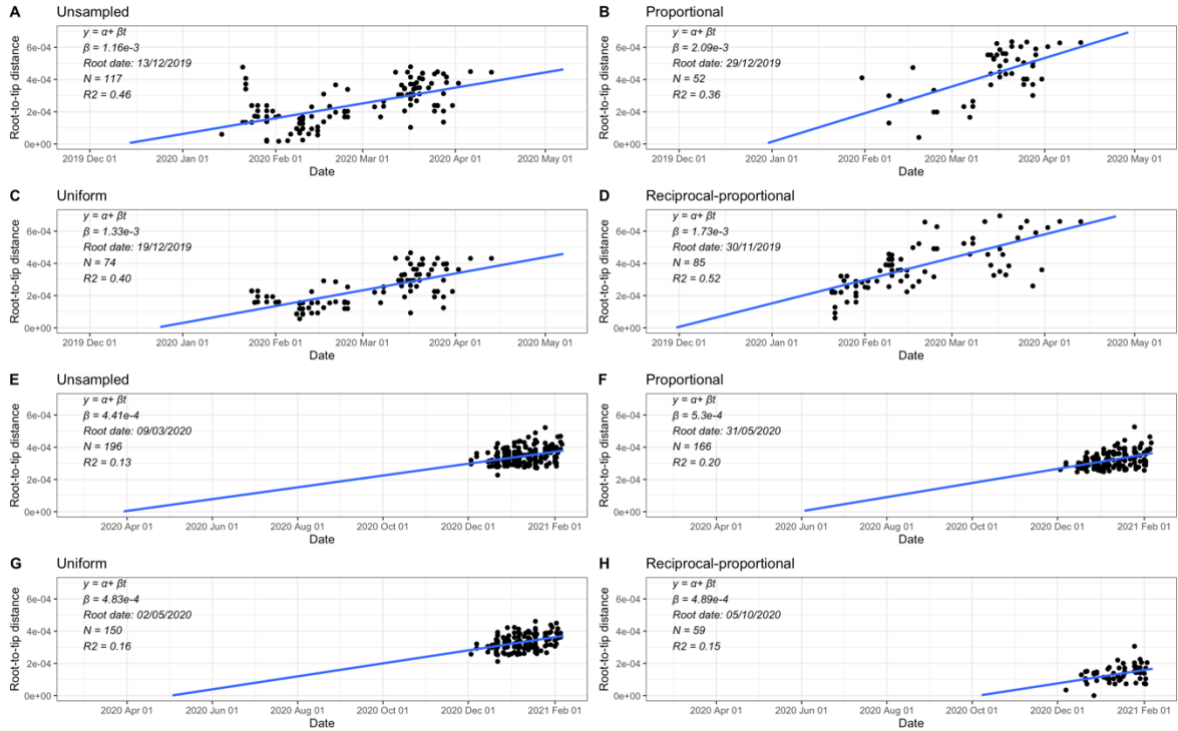 A Unsampled
y = α+ βt
β = 1.16e-3
Root date: 13/12/2019
N = 117
R2 = 0.46
Root-to-tip distance
6e-04
4e-04
2e-04
0e+00
2019 Dec 01 2020 Jan 01 2020 Feb 01 2020 Mar 01 2020 Apr 01 2020 May 01
Date
B Proportional
y = α+ βt
β = 2.09e-3
Root date: 29/12/2019
N = 52
R2 = 0.36
Root-to-tip distance
6e-04
4e-04
2e-04
0e+00
2019 Dec 01 2020 Jan 01 2020 Feb 01 2020 Mar 01 2020 Apr 01 2020 May 01
Date
C Uniform
y = α+ βt
β = 1.33e-3
Root date: 19/12/2019
N = 74
R2 = 0.40
Root-to-tip distance
6e-04
4e-04
2e-04
0e+00
2019 Dec 01 2020 Jan 01 2020 Feb 01 2020 Mar 01 2020 Apr 01 2020 May 01
Date
D Reciprocal-proportional
y = α+ βt
β = 1.73e-3
Root date: 30/11/2019
N = 85
R2 = 0.52
Root-to-tip distance
6e-04
4e-04
2e-04
0e+00
2019 Dec 01 2020 Jan 01 2020 Feb 01 2020 Mar 01 2020 Apr 01 2020 May 01
Date
E Unsampled
y = α+ βt
β = 4.41e-4
Root date: 09/03/2020
N = 196
R2 = 0.13
Root-to-tip distance
6e-04
4e-04
2e-04
0e+00
2020 Apr 01 2020 Jun 01 2020 Aug 01 2020 Oct 01 2020 Dec 01 2021 Feb 01
Date
F Proportional
y = α+ βt
β = 5.3e-4
Root date: 31/05/2020
N = 166
R2 = 0.20
Root-to-tip distance
6e-04
4e-04
2e-04
0e+00
2020 Apr 01 2020 Jun 01 2020 Aug 01 2020 Oct 01 2020 Dec 01 2021 Feb 01
Date
G Uniform
y = α+ βt
β = 4.83e-4
Root date: 02/05/2020
N = 150
R2 = 0.16
Root-to-tip distance
6e-04
4e-04
2e-04
0e+00
2020 Apr 01 2020 Jun 01 2020 Aug 01 2020 Oct 01 2020 Dec 01 2021 Feb 01
Date
H Reciprocal-proportional
y = α+ βt
β = 4.89e-4
Root date: 05/10/2020
N = 59
R2 = 0.15
Root-to-tip distance
6e-04
4e-04
2e-04
0e+00
2020 Apr 01 2020 Jun 01 2020 Aug 01 2020 Oct 01 2020 Dec 01 2021 Feb 01
Date